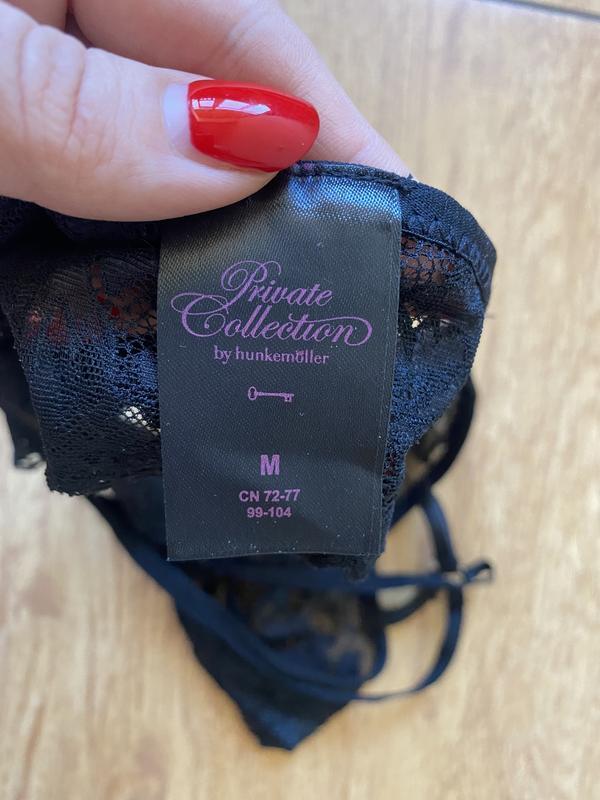 Private
Collection
by hunkemöller
M
CN 72-77
99-104